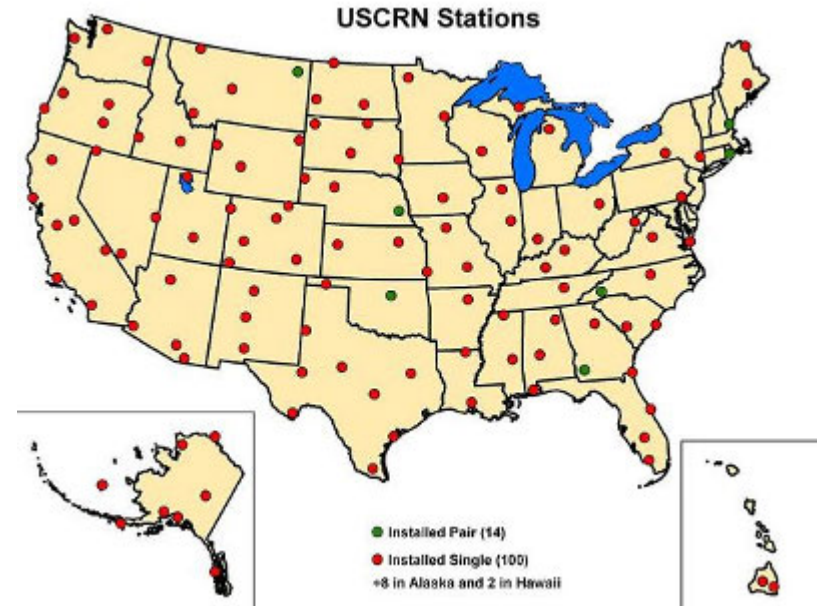 USCRN Stations
Installed Pair (14)
Installed Single (100)
+8 in Alaska and 2 in Hawaii